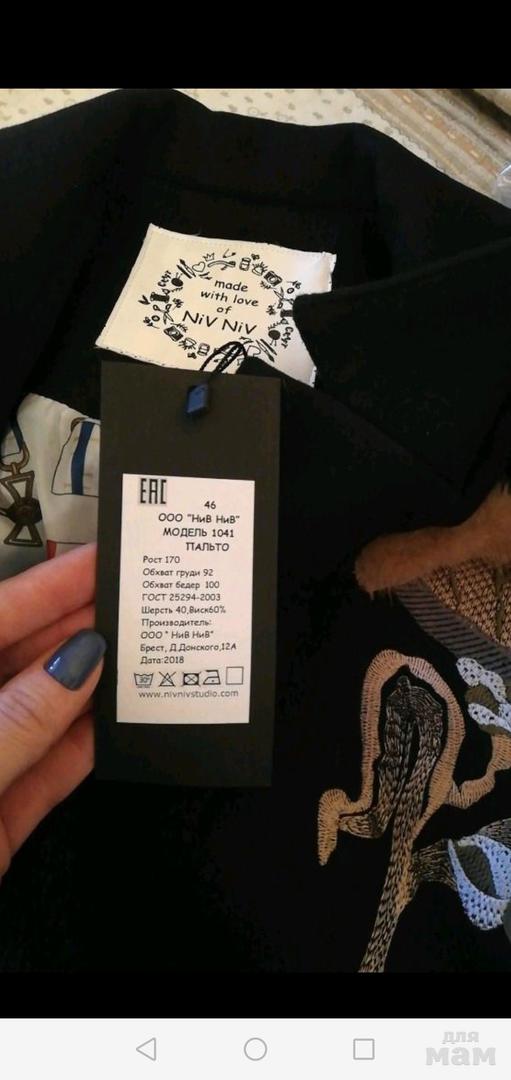 made
with love
of
NiV NiV
EAC
46
ООО "НиВ НиВ"
МОДЕЛЬ 1041
ПАЛЬТО
Рост 170
Обхват груди 92
Обхват бедер 100
ГОСТ 25294-2003
Шерсть 40,Виск60%
Производитель:
ООО " НиВ НиВ"
Брест, Д.Донского,12А
Дата:2018
30°
www.nivnivstudio.com
для
мам